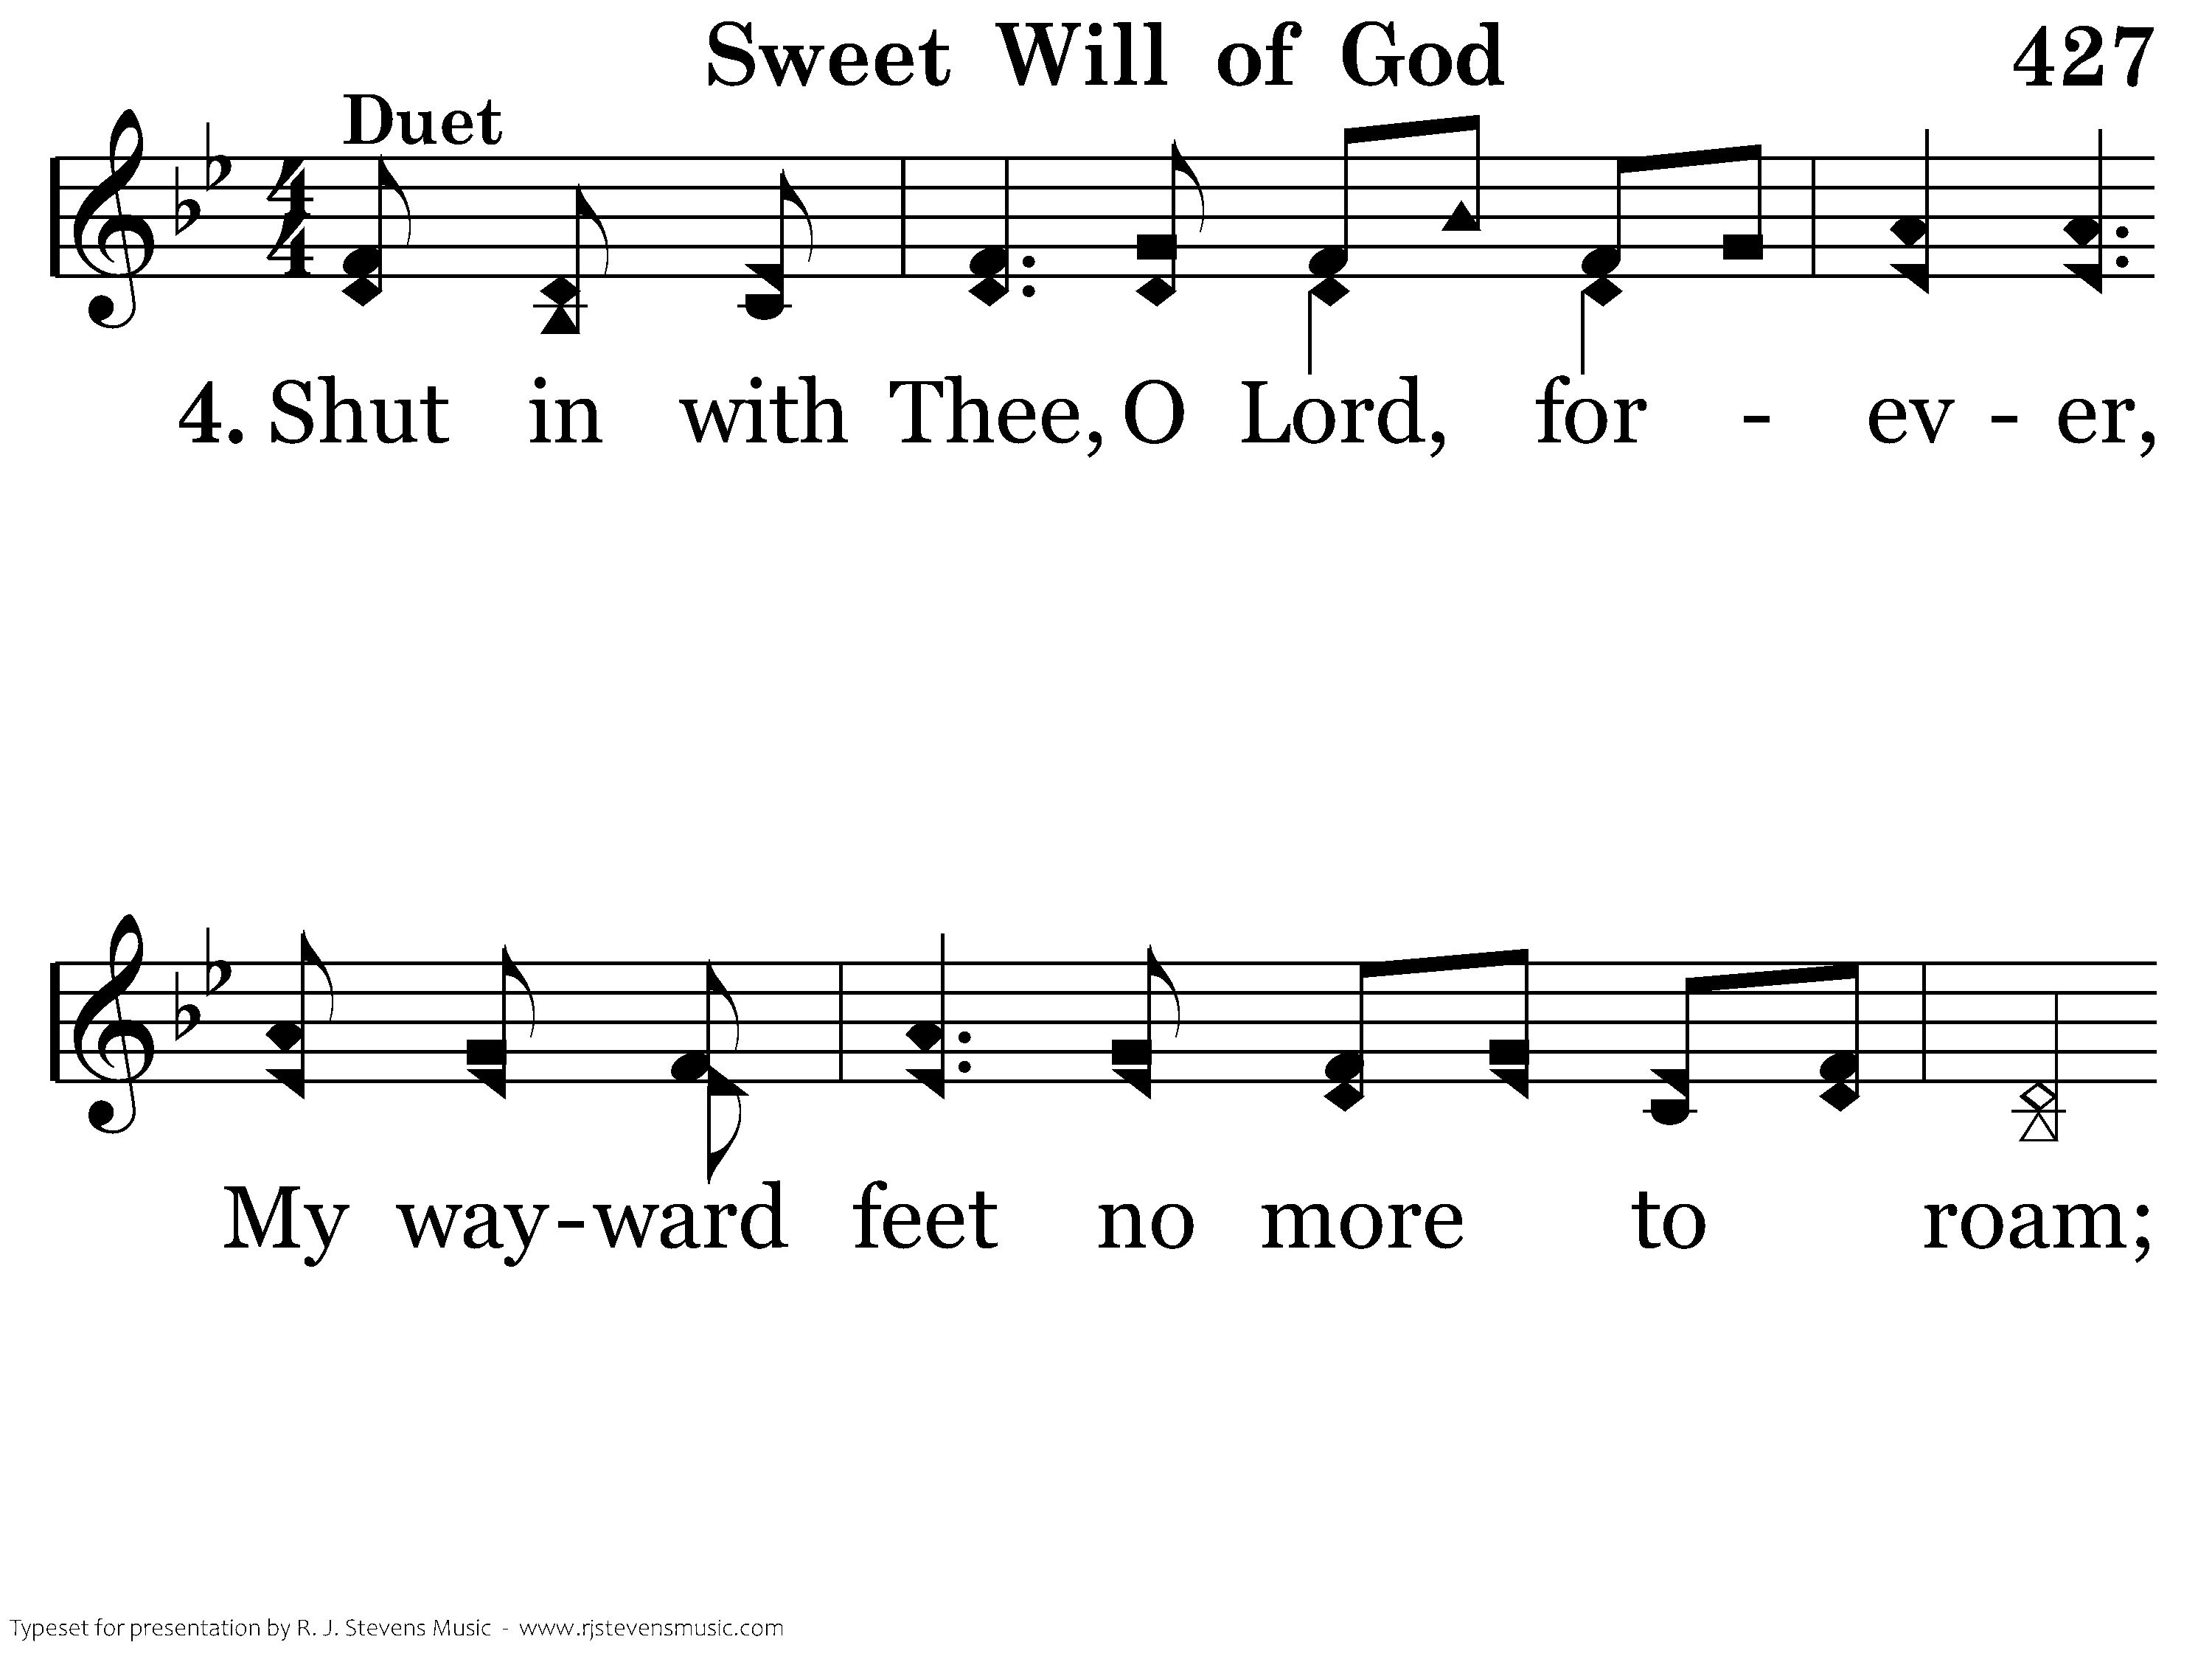 Sweet Will of God 427
Duet
4. Shut in with Thee, O Lord, for - ev - er,
My way-ward feet no more to roam;
Typeset for presentation by R. J. Stevens Music - www.rjstevensmusic.com